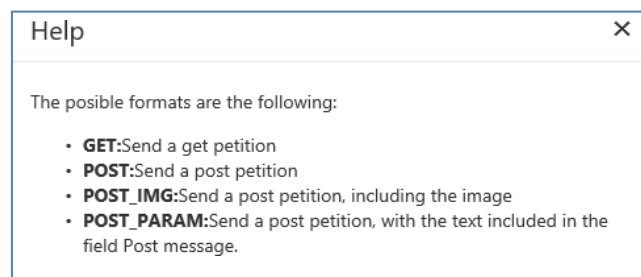 Help
The posible formats are the following:
• GET:Send a get petition
• POST:Send a post petition
• POST_IMG:Send a post petition, including the image
• POST_PARAM:Send a post petition, with the text included in the
field Post message.